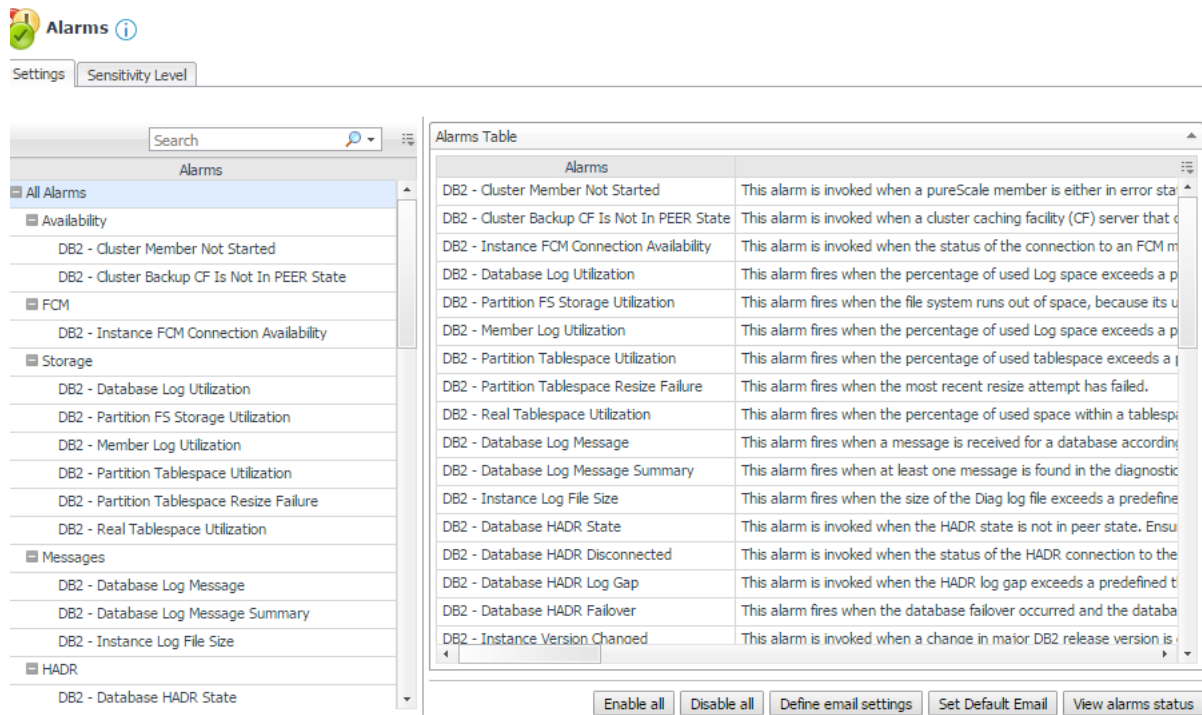 Alarms
Settings
Sensitivity Level
Search
Alarms
All Alarms
Availability
DB2 - Cluster Member Not Started
DB2 - Cluster Backup CF Is Not In PEER State
FCM
DB2 - Instance FCM Connection Availability
Storage
DB2 - Database Log Utilization
DB2 - Partition FS Storage Utilization
DB2 - Member Log Utilization
DB2 - Partition Tablespace Utilization
DB2 - Partition Tablespace Resize Failure
DB2 - Real Tablespace Utilization
Messages
DB2 - Database Log Message
DB2 - Database Log Message Summary
DB2 - Instance Log File Size
HADR
DB2 - Database HADR State
Alarms Table
Alarms
DB2 - Cluster Member Not Started This alarm is invoked when a pureScale member is either in error sta
DB2 - Cluster Backup CF Is Not In PEER State This alarm is invoked when a cluster caching facility (CF) server that
DB2 - Instance FCM Connection Availability This alarm is invoked when the status of the connection to an FCM m
DB2 - Database Log Utilization This alarm fires when the percentage of used Log space exceeds a p
DB2 - Partition FS Storage Utilization This alarm fires when the file system runs out of space, because its u
DB2 - Member Log Utilization This alarm fires when the percentage of used Log space exceeds a p
DB2 - Partition Tablespace Utilization This alarm fires when the percentage of used tablespace exceeds a
DB2 - Partition Tablespace Resize Failure This alarm fires when the most recent resize attempt has failed.
DB2 - Real Tablespace Utilization This alarm fires when the percentage of used space within a tablespa
DB2 - Database Log Message This alarm fires when a message is received for a database according
DB2 - Database Log Message Summary This alarm fires when at least one message is found in the diagnostic
DB2 - Instance Log File Size This alarm fires when the size of the Diag log file exceeds a predefine
DB2 - Database HADR State This alarm is invoked when the HADR state is not in peer state. Ensu
DB2 - Database HADR Disconnected This alarm is invoked when the status of the HADR connection to the
DB2 - Database HADR Log Gap This alarm is invoked when the HADR log gap exceeds a predefined t
DB2 - Database HADR Failover This alarm fires when the database failover occurred and the databa
DB2 - Instance Version Changed This alarm is invoked when a change in major DB2 release version is
Enable all
Disable all
Define email settings
Set Default Email
View alarms status